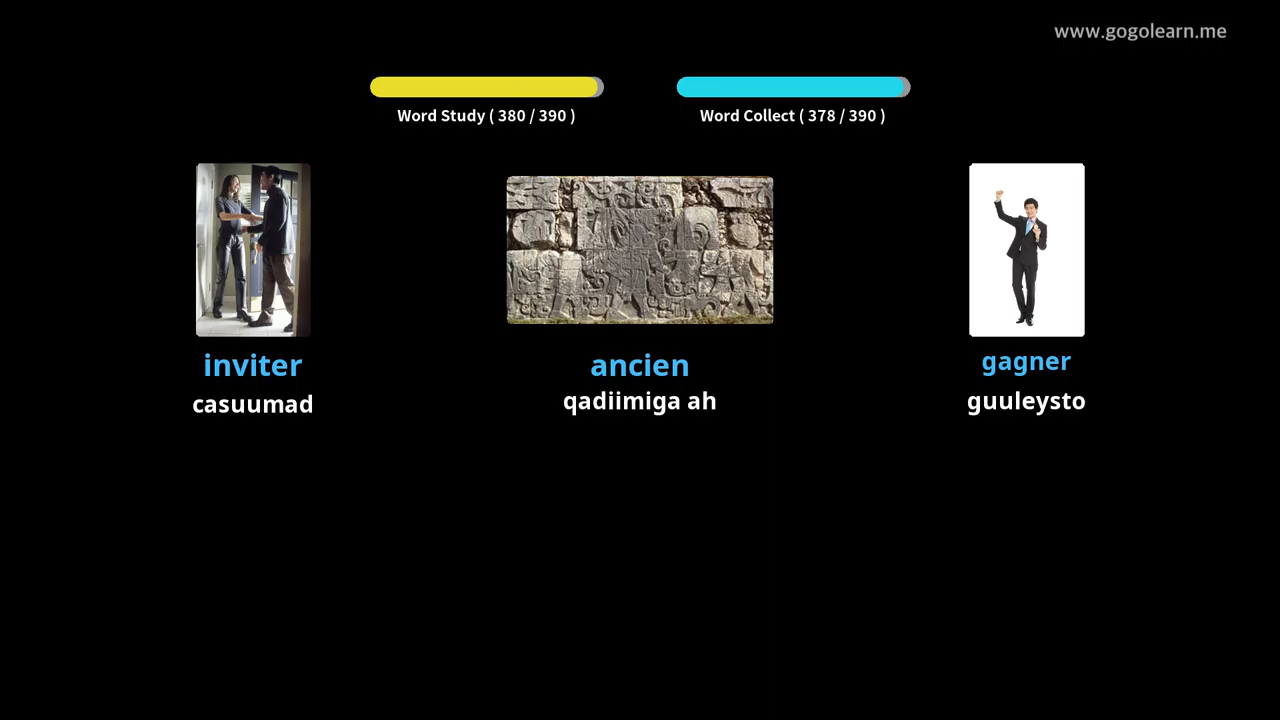 www.gogolearn.me
Word Study ( 380 / 390 )
Word Collect ( 378 / 390 )
inviter
casuumad
ancien
qadiimiga ah
gagner
guuleysto